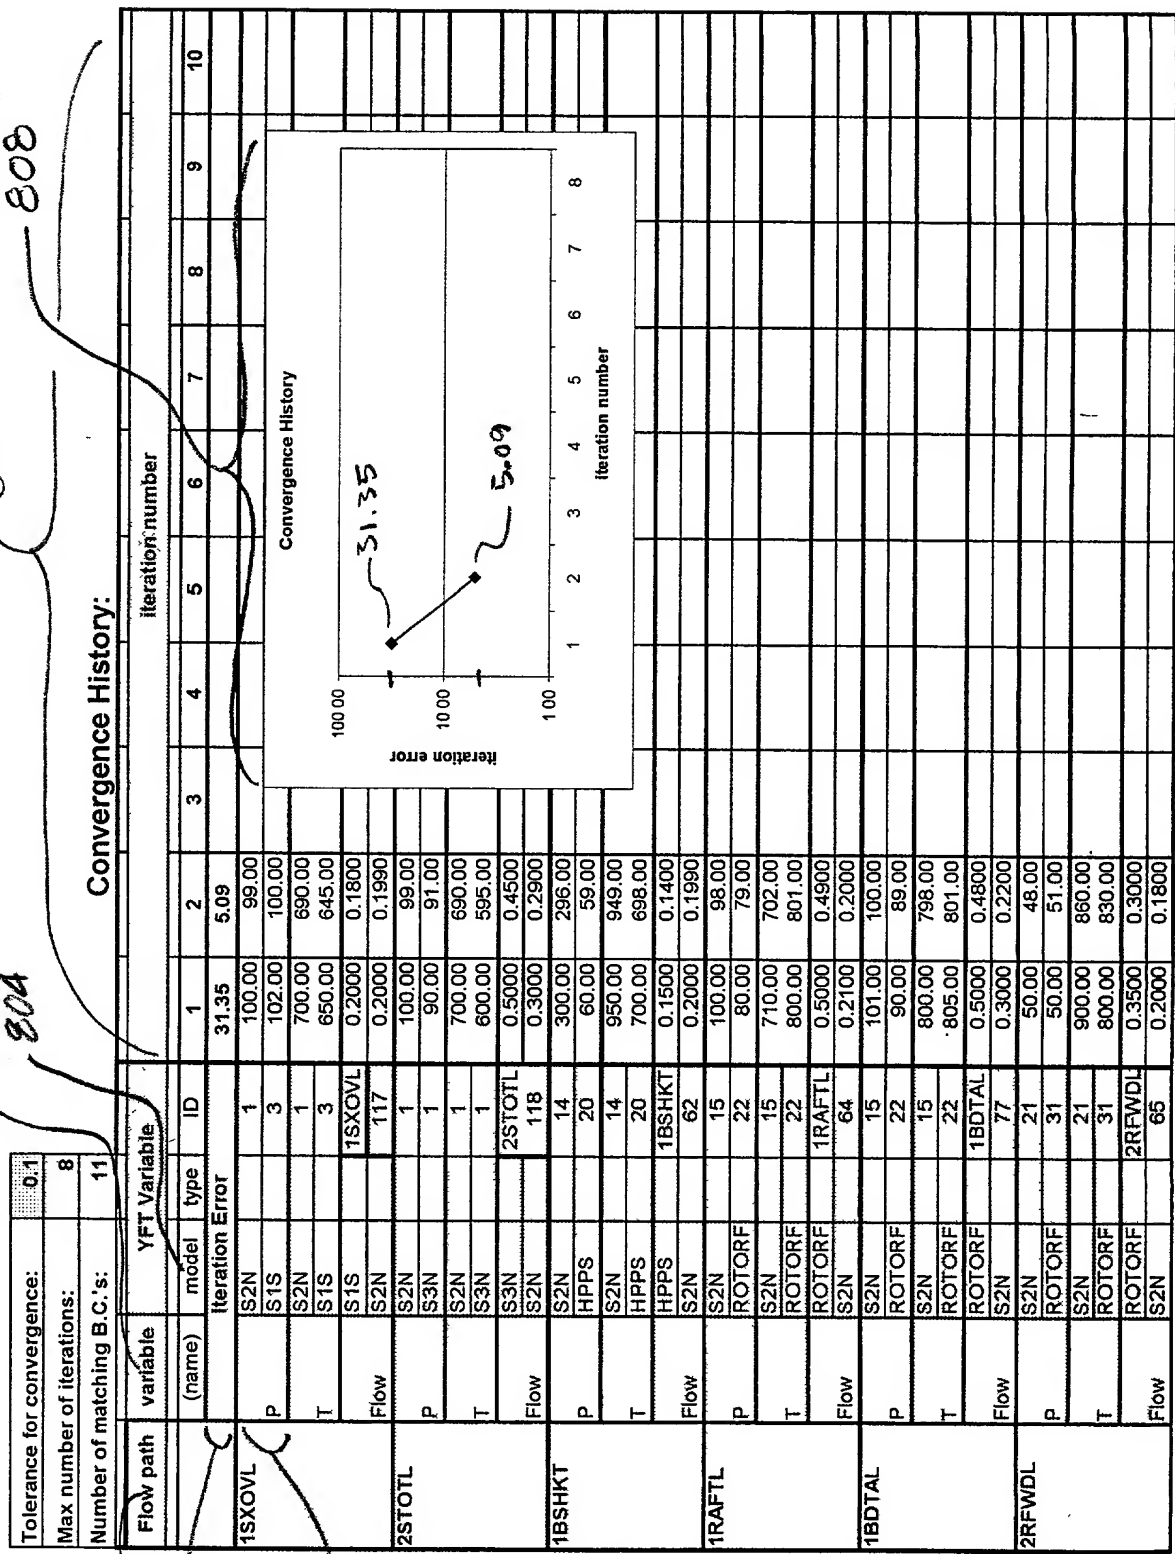 Tolerance for convergence: 0.1
Max number of iterations: 8
Number of matching B.C.'s: 11
Convergence History:
804
808
Flow path variable YFT Variable iteration number
(name) model type ID 1 2 3 4 5 6 7 8 9 10
Iteration Error 31.35 5.09
1SXOVL S2N 1 100.00 99.00
P S1S 3 102.00 100.00
S2N 1 700.00 690.00
T S1S 3 650.00 645.00
S1S 1SXOVL 0.2000 0.1800
Flow S2N 117 0.2000 0.1990
2STOTL S2N 1 100.00 99.00
P S3N 1 90.00 91.00
S2N 1 700.00 690.00
T S3N 1 600.00 595.00
S3N 2STOTL 0.5000 0.4500
Flow S2N 118 0.3000 0.2900
1BSHKT S2N 14 300.00 296.00
P HPPS 20 60.00 59.00
S2N 14 950.00 949.00
T HPPS 20 700.00 698.00
HPPS 1BSHKT 0.1500 0.1400
Flow S2N 62 0.2000 0.1990
1RAFTL S2N 15 100.00 98.00
P ROTORF 22 80.00 79.00
S2N 15 710.00 702.00
T ROTORF 22 800.00 801.00
ROTORF 1RAFTL 0.5000 0.4900
Flow S2N 64 0.2100 0.2000
1BDTAL S2N 15 101.00 100.00
P ROTORF 22 90.00 89.00
S2N 15 800.00 798.00
T ROTORF 22 805.00 801.00
ROTORF 1BDTAL 0.5000 0.4800
Flow S2N 77 0.3000 0.2200
2RFWDL S2N 21 50.00 48.00
P ROTORF 31 50.00 51.00
S2N 21 900.00 860.00
T ROTORF 31 800.00 830.00
ROTORF 2RFWDL 0.3500 0.3000
Flow S2N 65 0.2000 0.1800
Convergence History
iteration error
100 00
10 00
1 00
31.35
5.09
1 2 3 4 5 6 7 8
iteration number